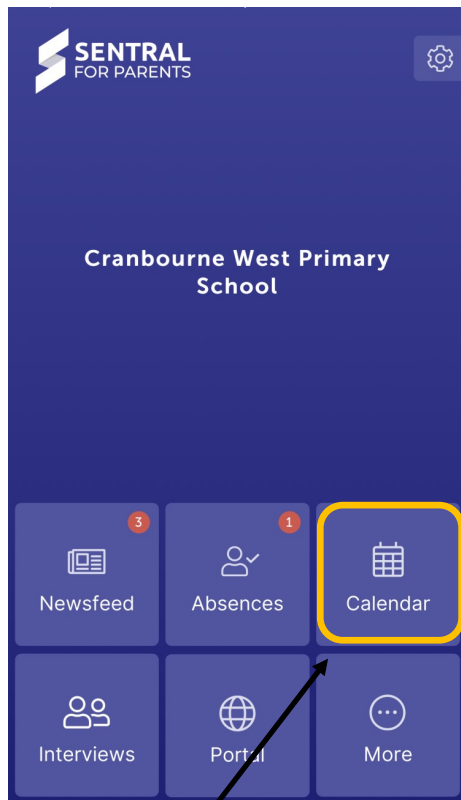 SENTRAL
FOR PARENTS
Cranbourne West Primary
School
3
1
Newsfeed
Absences
Calendar
Interviews
Portal
More